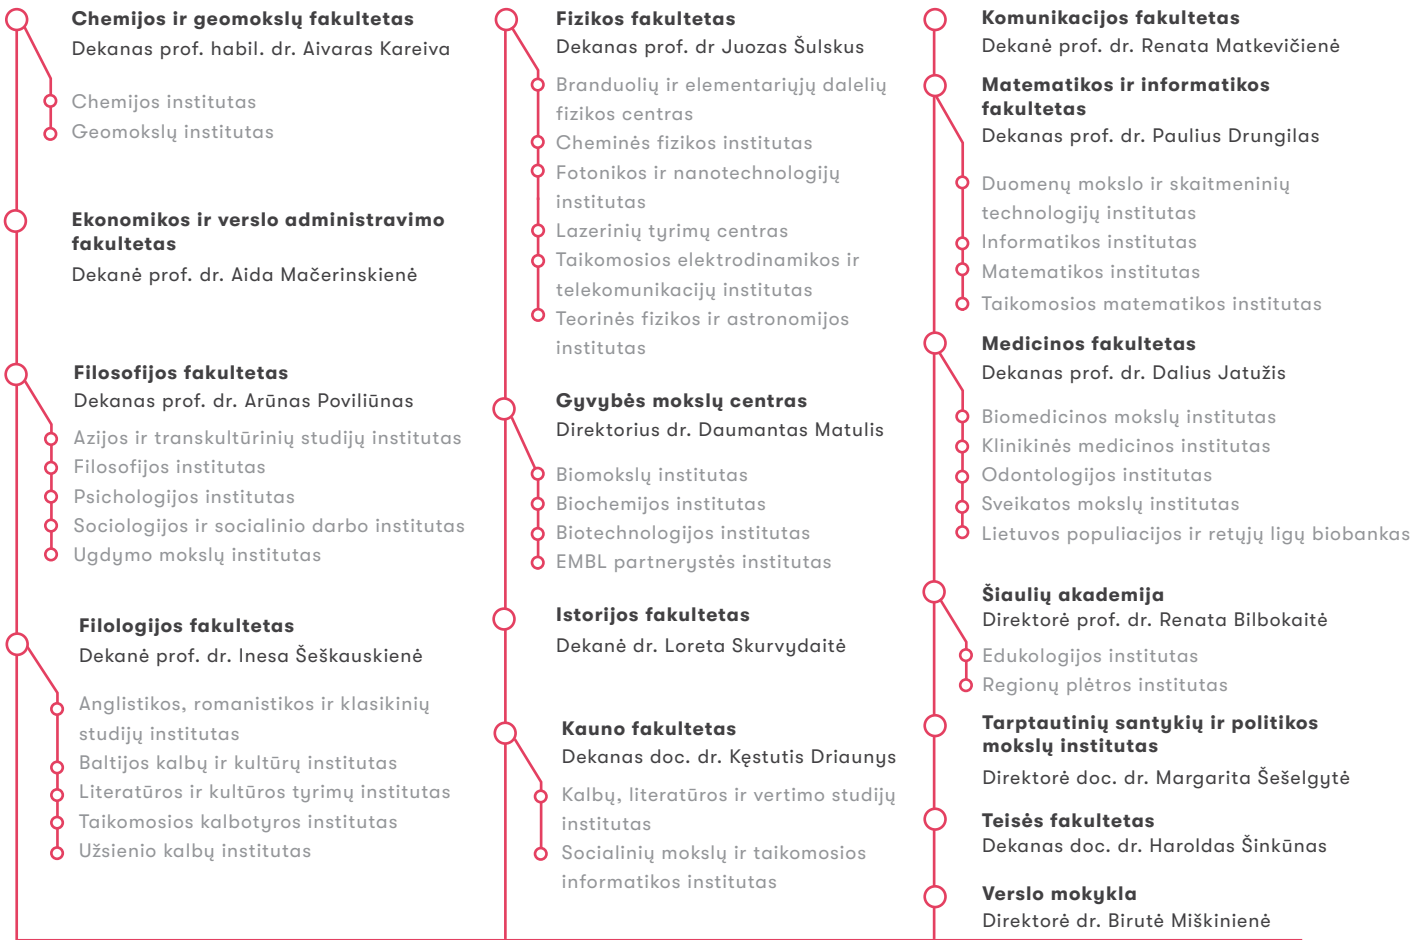 Chemijos ir geomokslų fakultetas
Dekanas prof. habil. dr. Aivaras Kareiva
Chemijos institutas
Geomokslų institutas
Ekonomikos ir verslo administravimo
fakultetas
Dekanė prof. dr. Aida Mačerinskienė
Filosofijos fakultetas
Dekanas prof. dr. Arūnas Poviliūnas
Azijos ir transkultūrinių studijų institutas
Filosofijos institutas
Psichologijos institutas
Sociologijos ir socialinio darbo institutas
Ugdymo mokslų institutas
Filologijos fakultetas
Dekanė prof. dr. Inesa Šeškauskienė
Anglistikos, romanistikos ir klasikinių
studijų institutas
Baltijos kalbų ir kultūrų institutas
Literatūros ir kultūros tyrimų institutas
Taikomosios kalbotyros institutas
Užsienio kalbų institutas
Fizikos fakultetas
Dekanas prof. dr Juozas Šulskus
Branduolių ir elementariųjų dalelių
fizikos centras
Cheminės fizikos institutas
Fotonikos ir nanotechnologijų
institutas
Lazerinių tyrimų centras
Taikomosios elektrodinamikos ir
telekomunikacijų institutas
Teorinės fizikos ir astronomijos
institutas
Gyvybės mokslų centras
Direktorius dr. Daumantas Matulis
Biomokslų institutas
Biochemijos institutas
Biotechnologijos institutas
EMBL partnerystės institutas
Istorijos fakultetas
Dekanė dr. Loreta Skurvydaitė
Kauno fakultetas
Dekanas doc. dr. Kęstutis Driaunys
Kalbų, literatūros ir vertimo studijų
institutas
Socialinių mokslų ir taikomosios
informatikos institutas
Komunikacijos fakultetas
Dekanė prof. dr. Renata Matkevičienė
Matematikos ir informatikos
fakultetas
Dekanas prof. dr. Paulius Drungilas
Duomenų mokslo ir skaitmeninių
technologijų institutas
Informatikos institutas
Matematikos institutas
Taikomosios matematikos institutas
Medicinos fakultetas
Dekanas prof. dr. Dalius Jatužis
Biomedicinos mokslų institutas
Klinikinės medicinos institutas
Odontologijos institutas
Sveikatos mokslų institutas
Lietuvos populiacijos ir retųjų ligų biobankas
Šiaulių akademija
Direktorė prof. dr. Renata Bilbokaitė
Edukologijos institutas
Regionų plėtros institutas
Tarptautinių santykių ir politikos
mokslų institutas
Direktorė doc. dr. Margarita Šešelgytė
Teisės fakultetas
Dekanas doc. dr. Haroldas Šinkūnas
Verslo mokykla
Direktorė dr. Birutė Miškinienė